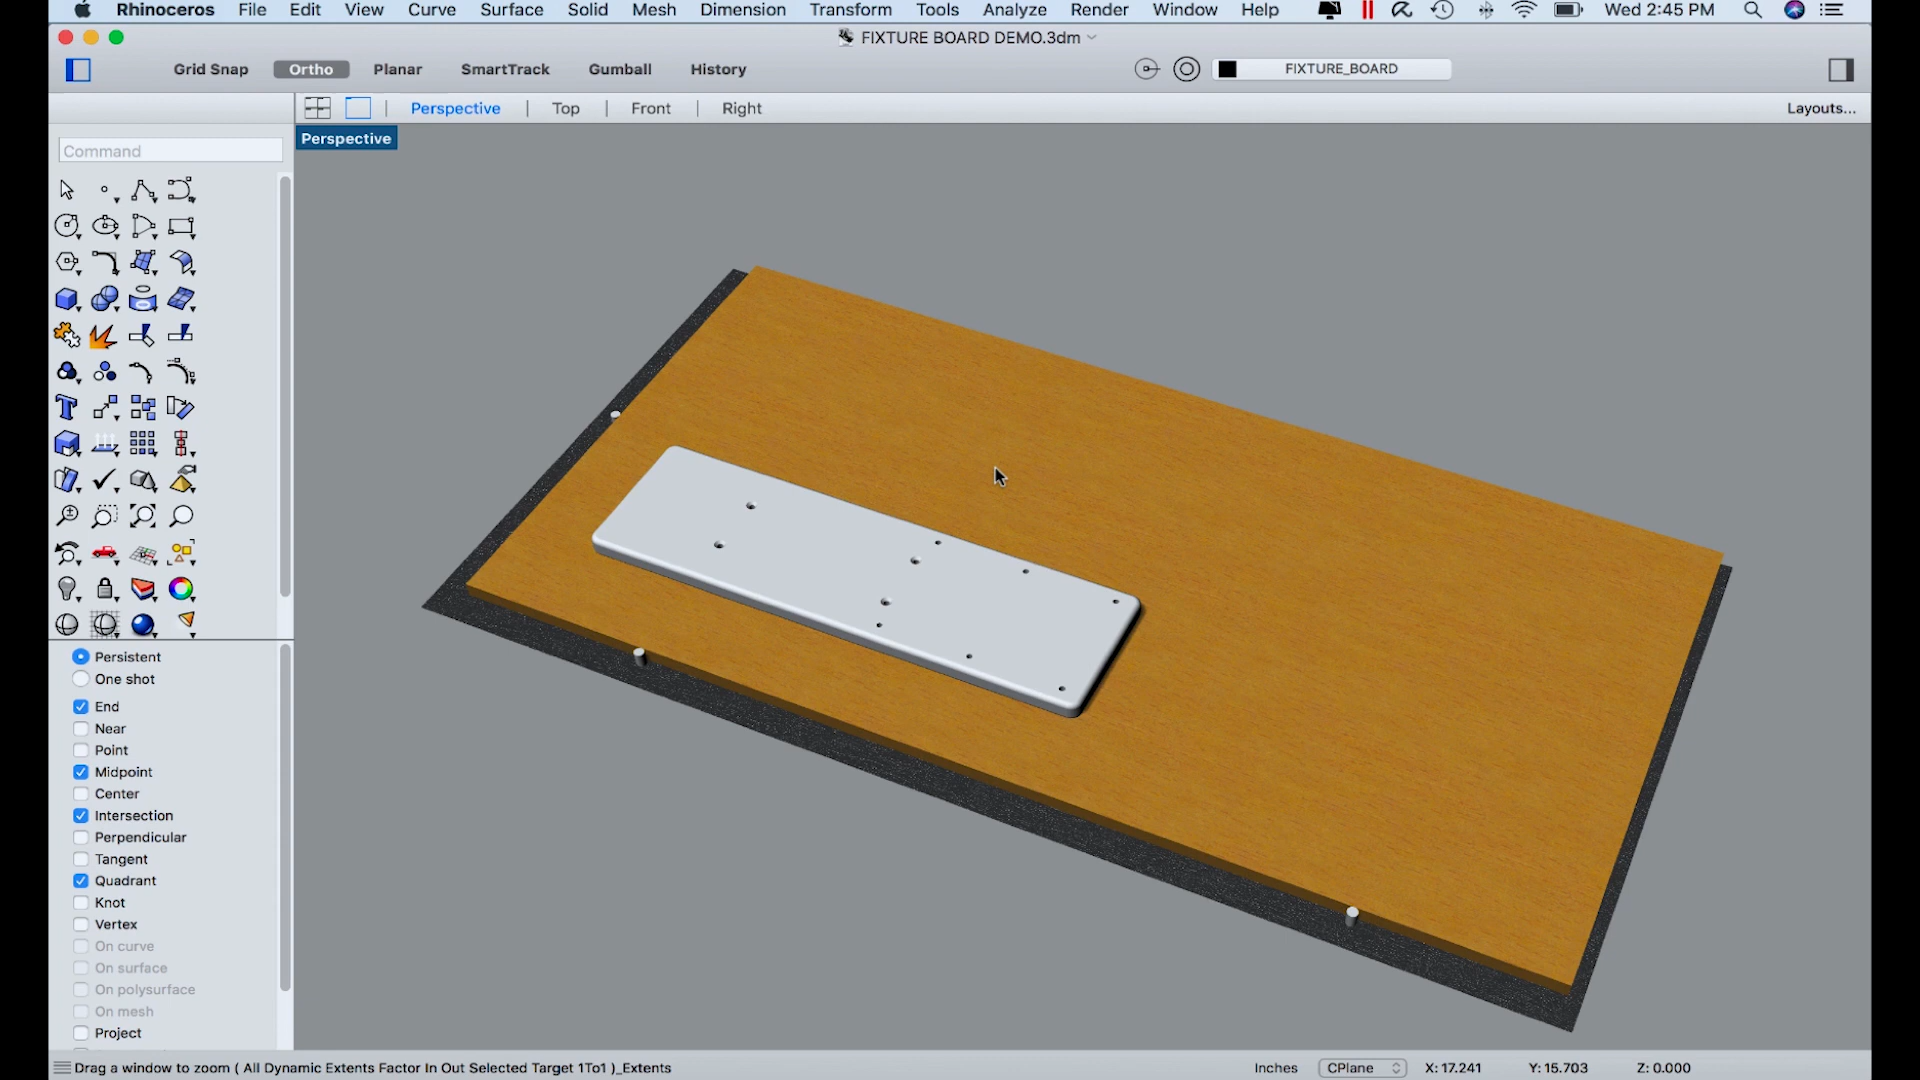 Rhinoceros File Edit View Curve Surface Solid Mesh Dimension Transform Tools Analyze Render Window Help Wed 2:45 PM
FIXTURE BOARD DEMO.3dm
Grid Snap Ortho Planar SmartTrack Gumball History FIXTURE_BOARD
Perspective | Top | Front | Right Layouts...
Perspective
Command
Persistent
One shot
End
Near
Point
Midpoint
Center
Intersection
Perpendicular
Tangent
Quadrant
Knot
Vertex
On curve
On surface
On polysurface
On mesh
Project
Drag a window to zoom ( All Dynamic Extents Factor In Out Selected Target 1To1 )_Extents Inches CPlane X: 17.241 Y: 15.703 Z: 0.000